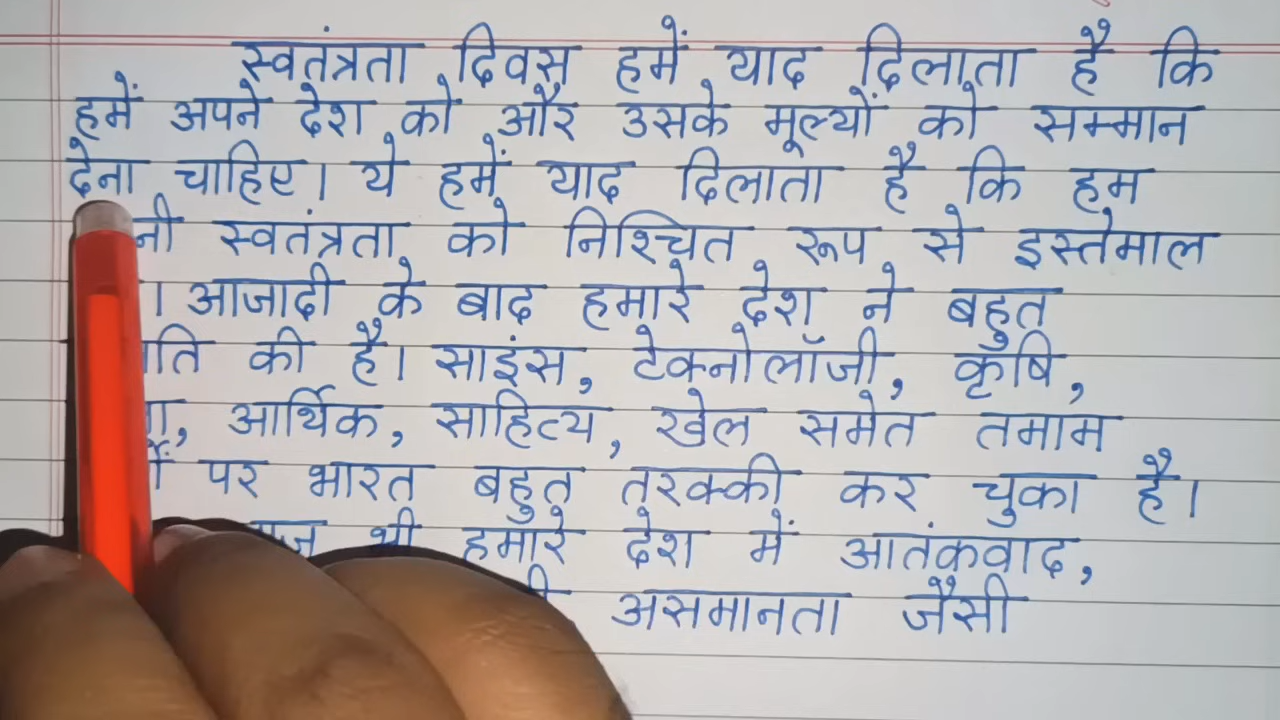 स्वतंत्रता दिवस हमें याद दिलाता है कि
हमें अपने देश को और उसके मूल्यों को सम्मान
देना चाहिए। ये हमें याद दिलाता है कि हम
नी स्वतंत्रता को निश्चित रूप से इस्तेमाल
। आजादी के बाद हमारे देश ने बहुत
ति की है। साइंस, टेक्नोलॉजी, कृषि,
, आर्थिक, साहित्य, खेल समेत तमाम
पर भारत बहुत तरक्की कर चुका है।
भी हमारे देश में आतंकवाद,
असमानता जैसी